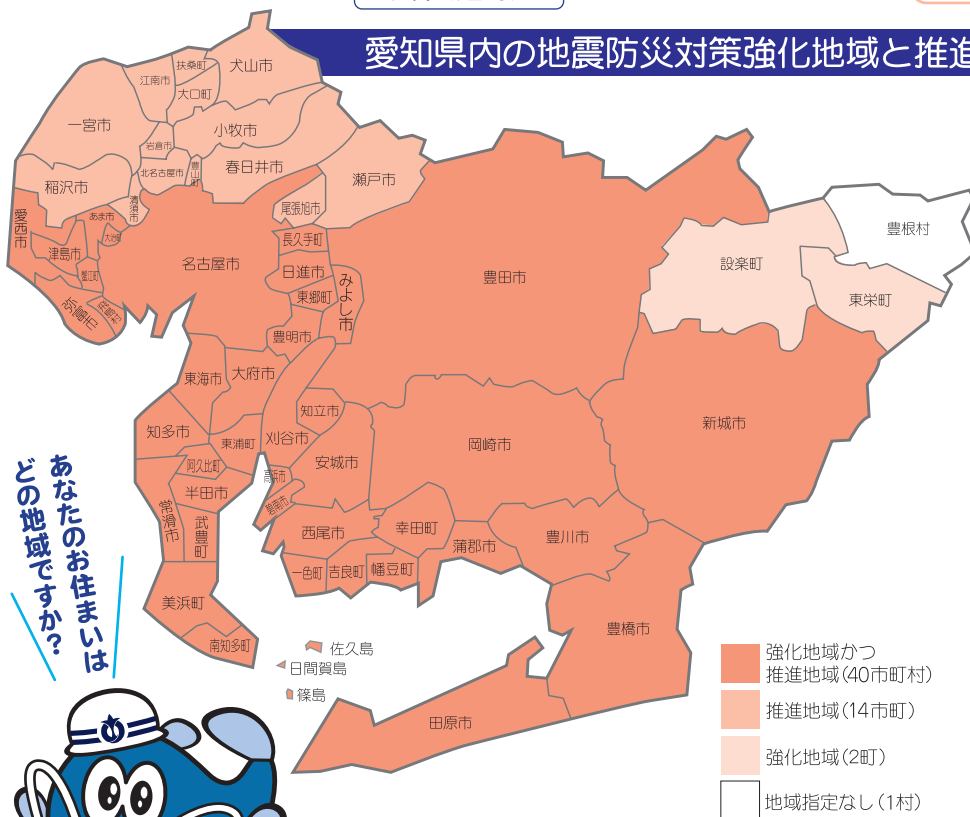 愛知県内の地震防災対策強化地域と推進
犬山市
扶桑町
江南市
大口町
一宮市
小牧市
岩倉市
春日井市
豊山町
北名古屋市
瀬戸市
稲沢市
清須市
尾張旭市
愛西市
あま市
大治町
長久手町
津島市
名古屋市
日進市
蟹江町
東郷町
みよし市
豊田市
設楽町
豊根村
東栄町
弥富市
飛島村
豊明市
東海市
大府市
知立市
新城市
知多市
東浦町
刈谷市
岡崎市
阿久比町
安城市
高浜市
半田市
碧南市
常滑市
武豊町
西尾市
幸田町
蒲郡市
豊川市
一色町
吉良町
幡豆町
美浜町
南知多町
豊橋市
佐久島
日間賀島
篠島
田原市
あなたのお住まいは
どの地域ですか?
強化地域かつ
推進地域(40市町村)
推進地域(14市町)
強化地域(2町)
地域指定なし(1村)